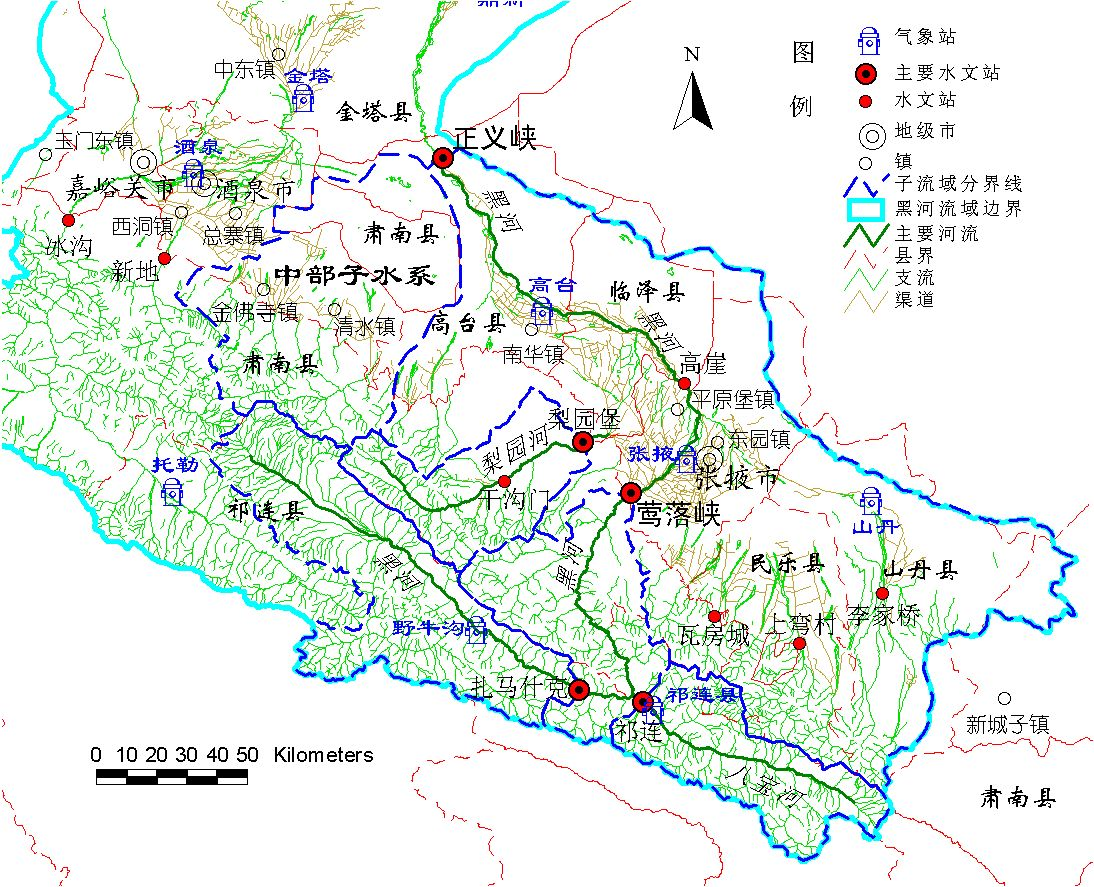 中东镇
金塔
金塔县
N
图
例
气象站
主要水文站
水文站
地级市
镇
子流域分界线
黑河流域边界
主要河流
县界
支流
渠道
玉门东镇
酒泉
正义峡
嘉峪关市
酒泉市
黑河
西洞镇
总寨镇
肃南县
冰沟
新地
中部子水系
高台
临泽县
金佛寺镇
清水镇
高台县
黑河
南华镇
高崖
肃南县
平原堡镇
梨园堡
东园镇
梨园河
张掖
张掖市
托勒
干沟门
莺落峡
祁连县
山丹
黑河
黑河
民乐县
山丹县
野牛沟
瓦房城
上弯村
李家桥
扎马什克
祁连县
祁连
新城子镇
0 10 20 30 40 50 Kilometers
八宝河
肃南县